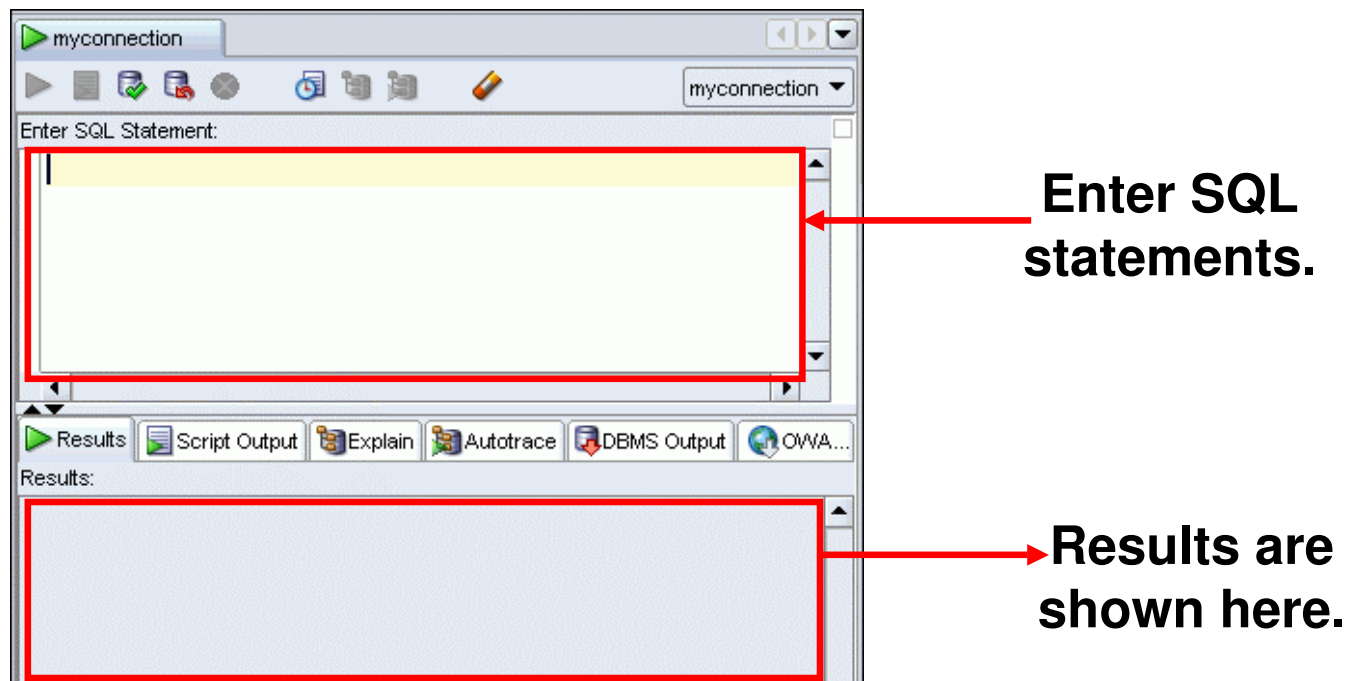 myconnection
myconnection
Enter SQL Statement:
Enter SQL
statements.
Results Script Output Explain Autotrace DBMS Output OWA...
Results:
Results are
shown here.